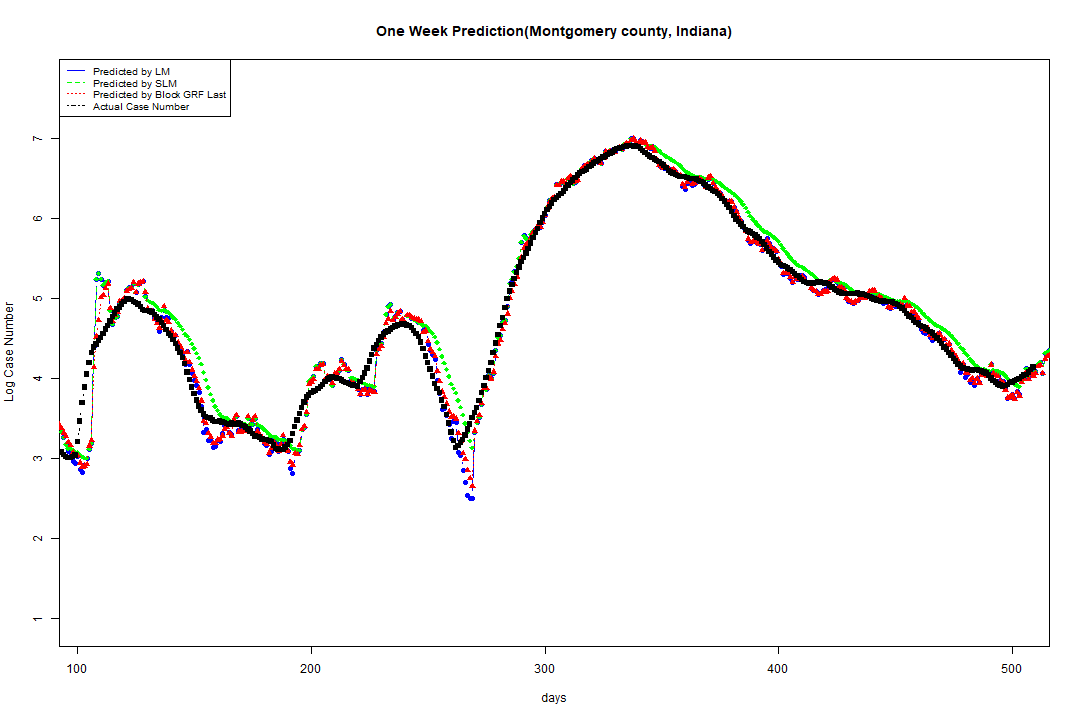 One Week Prediction(Montgomery county, Indiana)
Predicted by LM
Predicted by SLM
Predicted by Block GRF Last
Actual Case Number
7
6
5
4
3
2
1
Log Case Number
100 200 300 400 500
days